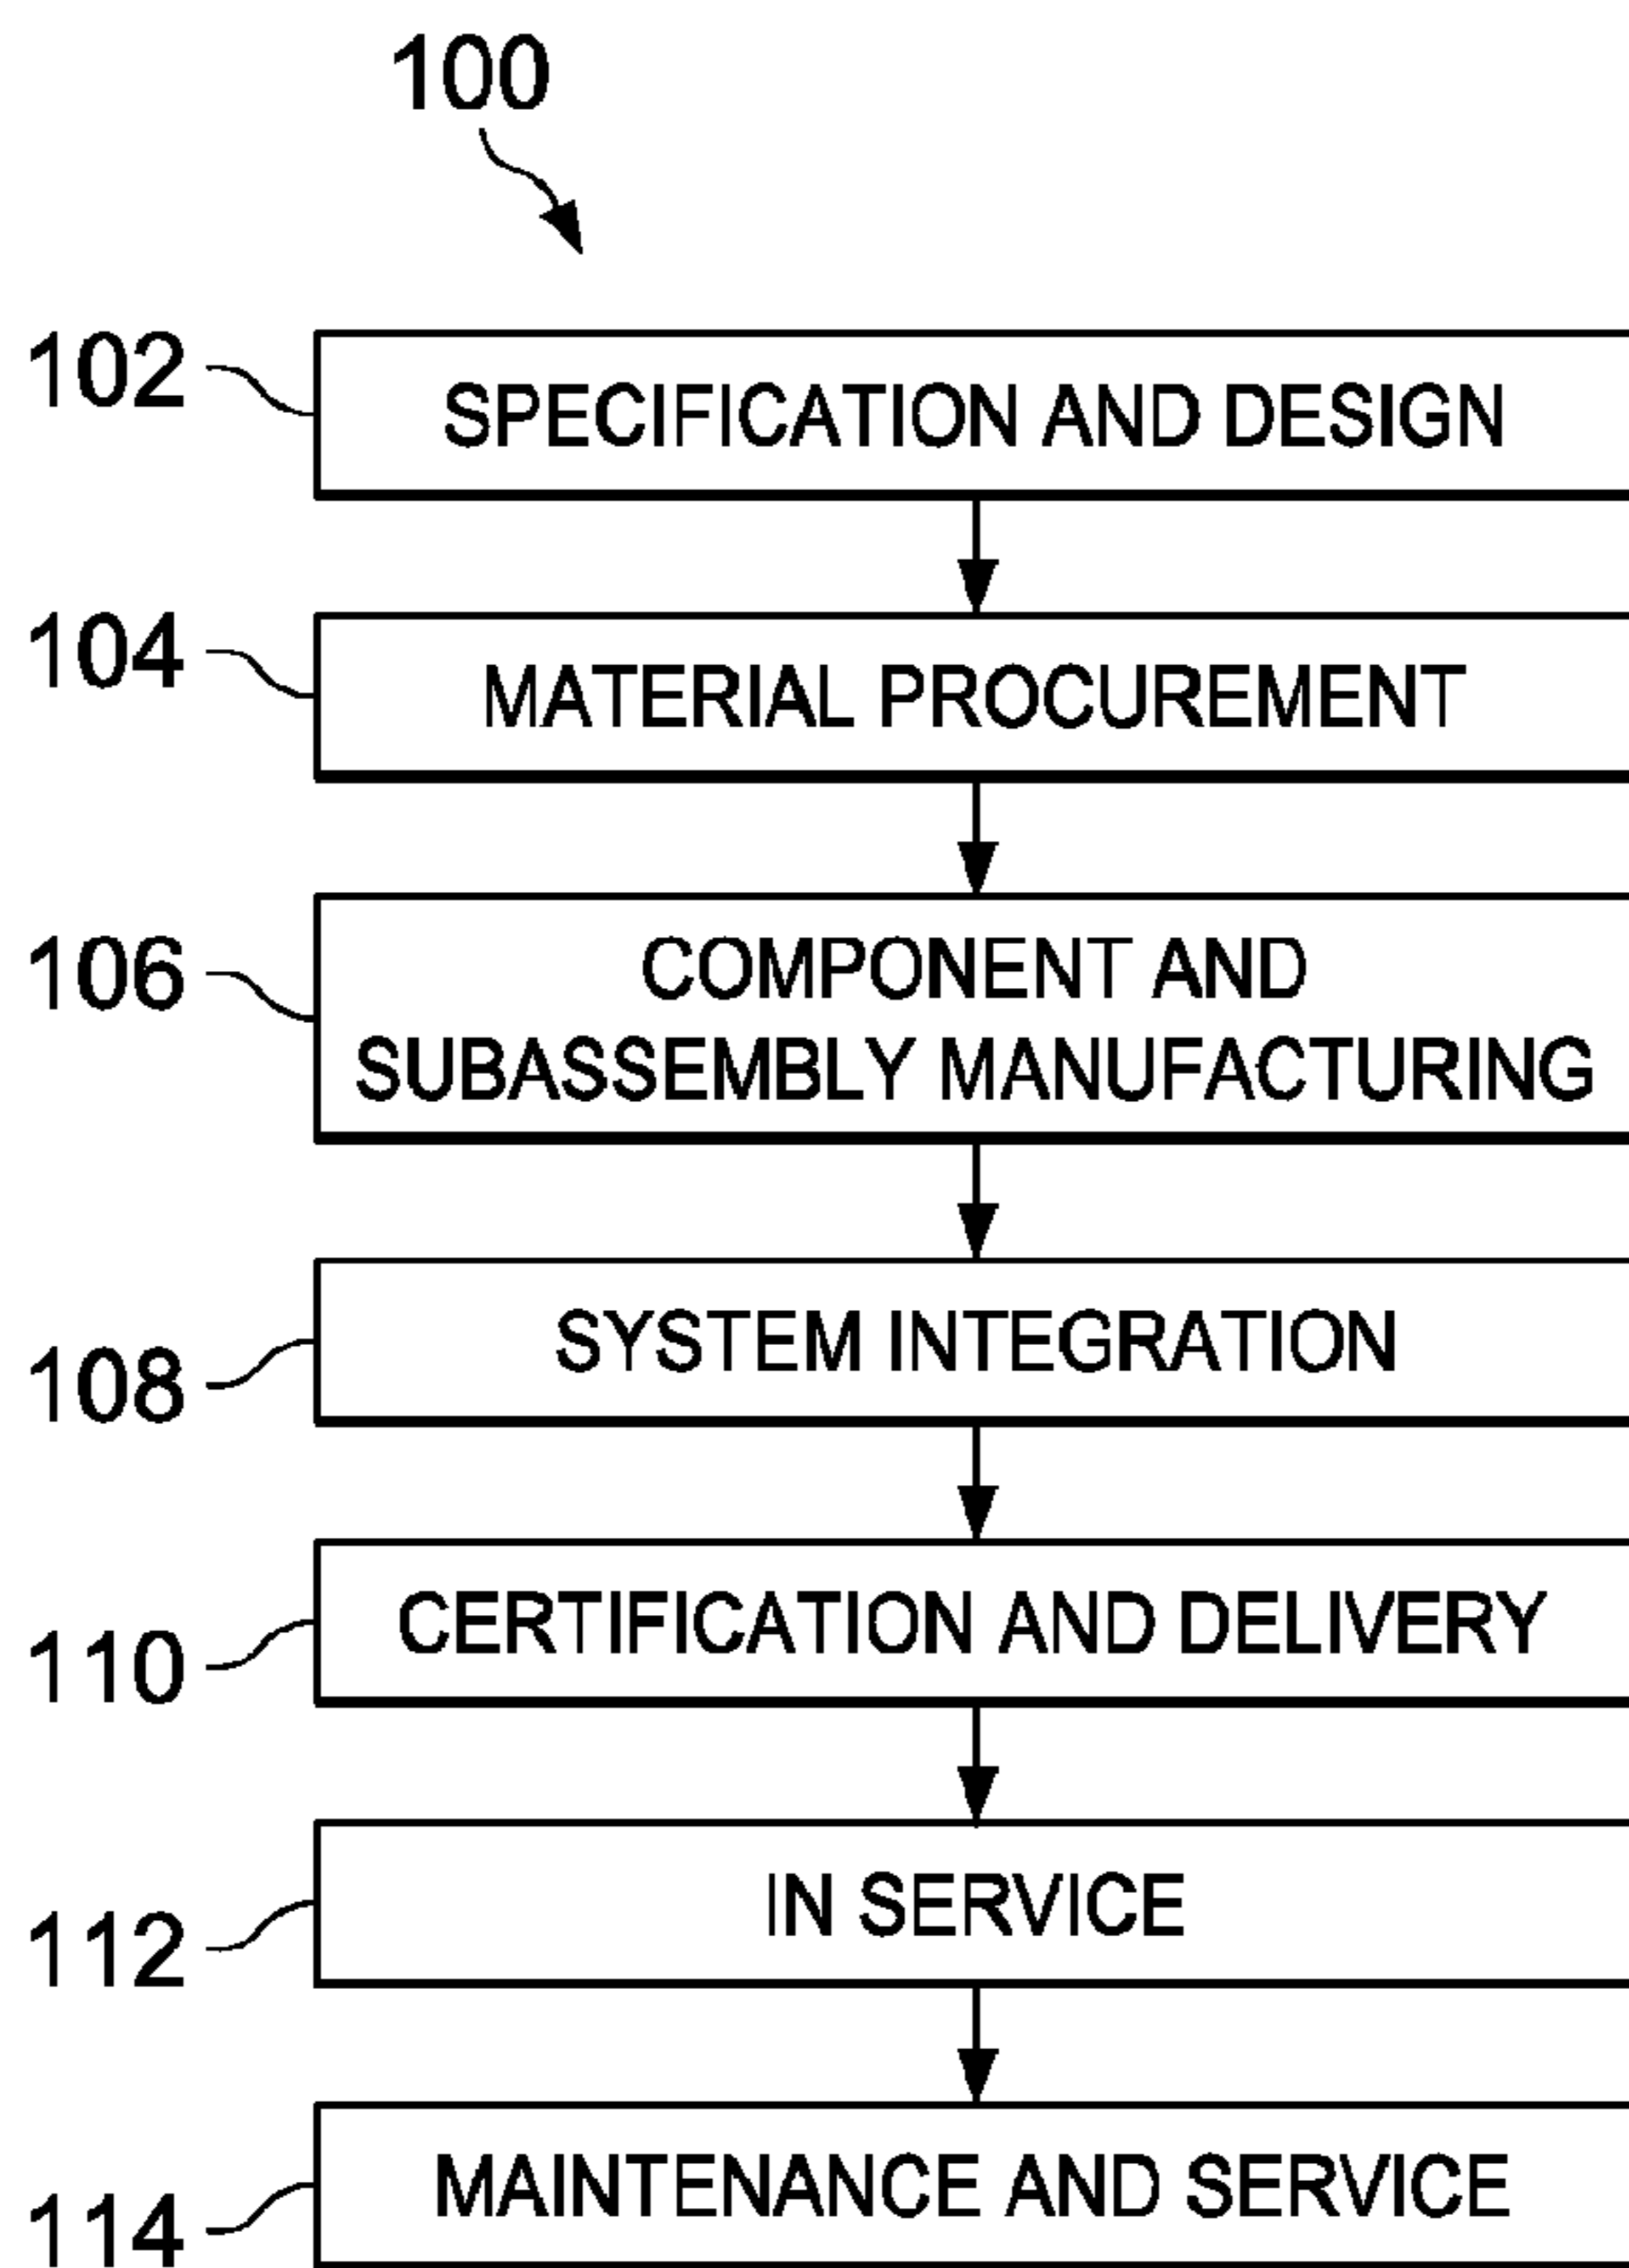 100
102
SPECIFICATION AND DESIGN
104
MATERIAL PROCUREMENT
106
COMPONENT AND
SUBASSEMBLY MANUFACTURING
108
SYSTEM INTEGRATION
110
CERTIFICATION AND DELIVERY
112
IN SERVICE
114
MAINTENANCE AND SERVICE